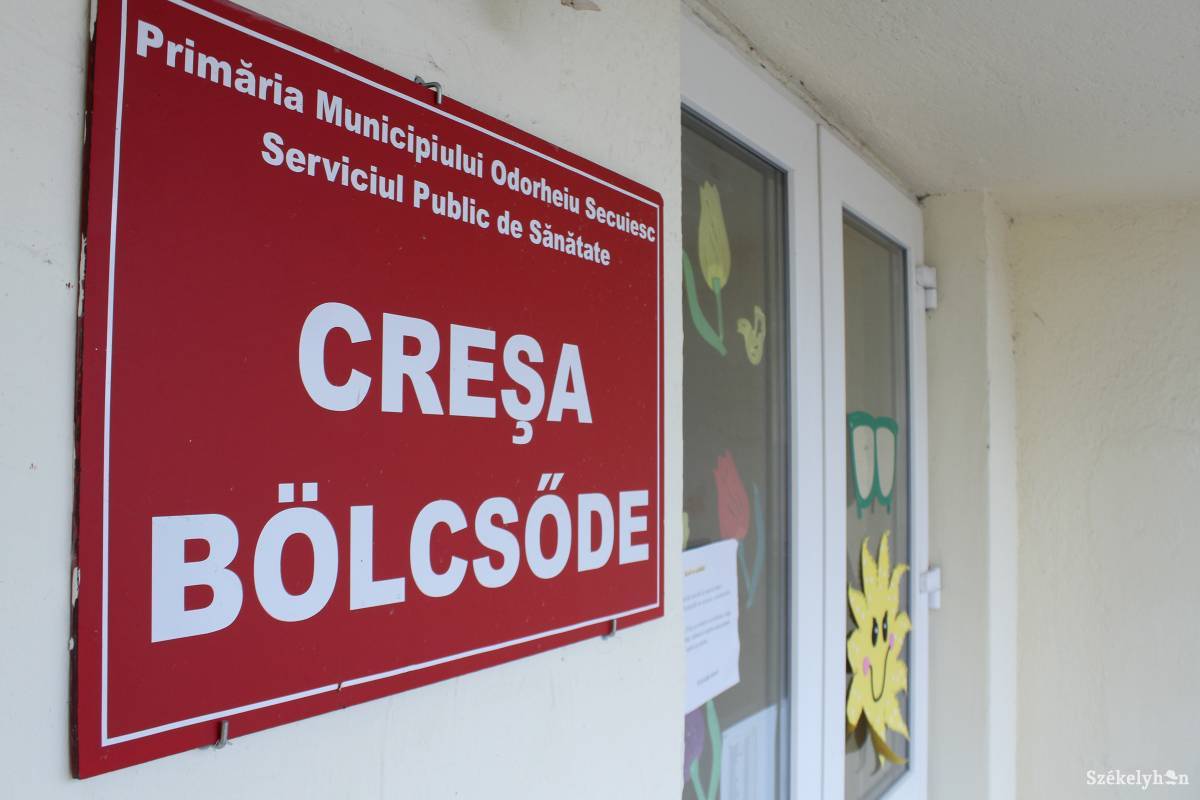 Primăria Municipiului Odorheiu Secuiesc
Serviciul Public de Sănătate
CREŞA
BÖLCSŐDE
Székelyhon